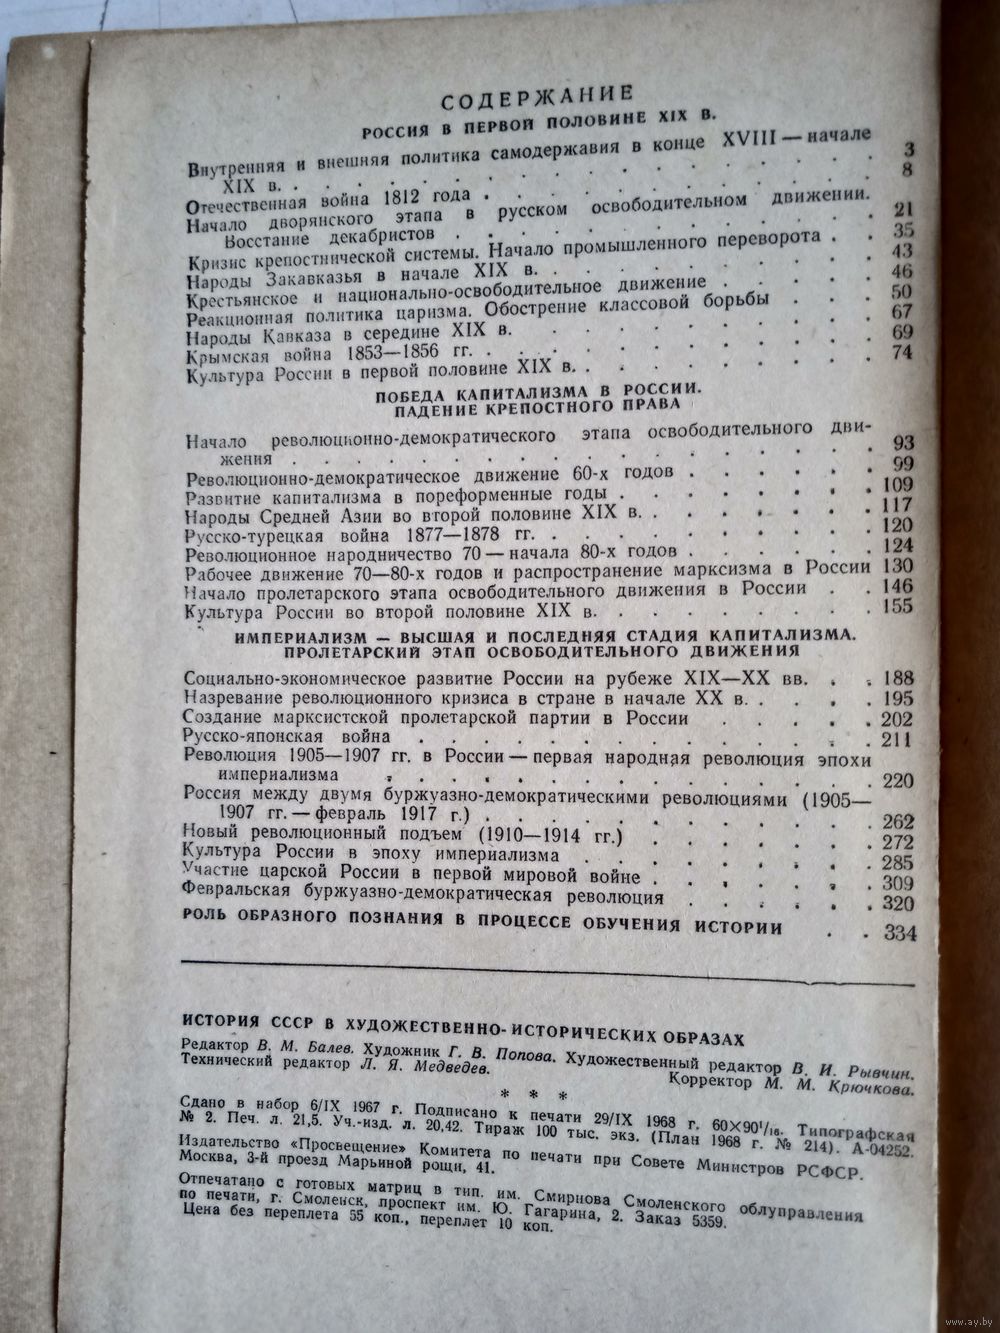 СОДЕРЖАНИЕ
РОССИЯ В ПЕРВОЙ ПОЛОВИНЕ XIX В.
Внутренняя и внешняя политика самодержавия в конце XVIII — начале
XIX в. . . . . . . . . . . . . . . . 3
Отечественная война 1812 года . . . . . . . . . . 8
Начало дворянского этапа в русском освободительном движении.
Восстание декабристов . . . . . . . . . . . 21
Кризис крепостнической системы. Начало промышленного переворота . . 35
Народы Закавказья в начале XIX в. . . . . . . . . . 43
Крестьянское и национально-освободительное движение . . . . . 46
Реакционная политика царизма. Обострение классовой борьбы . . . 50
Народы Кавказа в середине XIX в. . . . . . . . . . 67
Крымская война 1853—1856 гг. . . . . . . . . . . 69
Культура России в первой половине XIX в. . . . . . . . . 74
ПОБЕДА КАПИТАЛИЗМА В РОССИИ.
ПАДЕНИЕ КРЕПОСТНОГО ПРАВА
Начало революционно-демократического этапа освободительного дви-
жения . . . . . . . . . . . . . . . 93
Революционно-демократическое движение 60-х годов . . . . . . 99
Развитие капитализма в пореформенные годы . . . . . . . 109
Народы Средней Азии во второй половине XIX в. . . . . . . 117
Русско-турецкая война 1877—1878 гг. . . . . . . . . . 120
Революционное народничество 70 — начала 80-х годов . . . . . . 124
Рабочее движение 70—80-х годов и распространение марксизма в России 130
Начало пролетарского этапа освободительного движения в России . . 146
Культура России во второй половине XIX в. . . . . . . . . 155
ИМПЕРИАЛИЗМ — ВЫСШАЯ И ПОСЛЕДНЯЯ СТАДИЯ КАПИТАЛИЗМА.
ПРОЛЕТАРСКИЙ ЭТАП ОСВОБОДИТЕЛЬНОГО ДВИЖЕНИЯ
Социально-экономическое развитие России на рубеже XIX—XX вв. . . 188
Назревание революционного кризиса в стране в начале XX в. . . . . 195
Создание марксистской пролетарской партии в России . . . . . 202
Русско-японская война . . . . . . . . . . . . . 211
Революция 1905—1907 гг. в России — первая народная революция эпохи
империализма . . . . . . . . . . . . . . 220
Россия между двумя буржуазно-демократическими революциями (1905—
1907 гг. — февраль 1917 г.) . . . . . . . . . . . 262
Новый революционный подъем (1910—1914 гг.) . . . . . . . 272
Культура России в эпоху империализма . . . . . . . . . 285
Участие царской России в первой мировой войне . . . . . . . 309
Февральская буржуазно-демократическая революция . . . . . . 320
РОЛЬ ОБРАЗНОГО ПОЗНАНИЯ В ПРОЦЕССЕ ОБУЧЕНИЯ ИСТОРИИ . . 334
ИСТОРИЯ СССР В ХУДОЖЕСТВЕННО-ИСТОРИЧЕСКИХ ОБРАЗАХ
Редактор В. М. Балев. Художник Г. В. Попова. Художественный редактор В. И. Рывчин.
Технический редактор Л. Я. Медведев. Корректор М. М. Крючкова.
* * *
Сдано в набор 6/IX 1967 г. Подписано к печати 29/IX 1968 г. 60×90¹/₁₆. Типографская
№ 2. Печ. л. 21,5. Уч.-изд. л. 20,42. Тираж 100 тыс. экз. (План 1968 г. № 214). А-04252.
Издательство «Просвещение» Комитета по печати при Совете Министров РСФСР.
Москва, 3-й проезд Марьиной рощи, 41.
Отпечатано с готовых матриц в тип. им. Смирнова Смоленского облуправления
по печати, г. Смоленск, проспект им. Ю. Гагарина, 2. Заказ 5359.
Цена без переплета 55 коп., переплет 10 коп.
www.ay.by